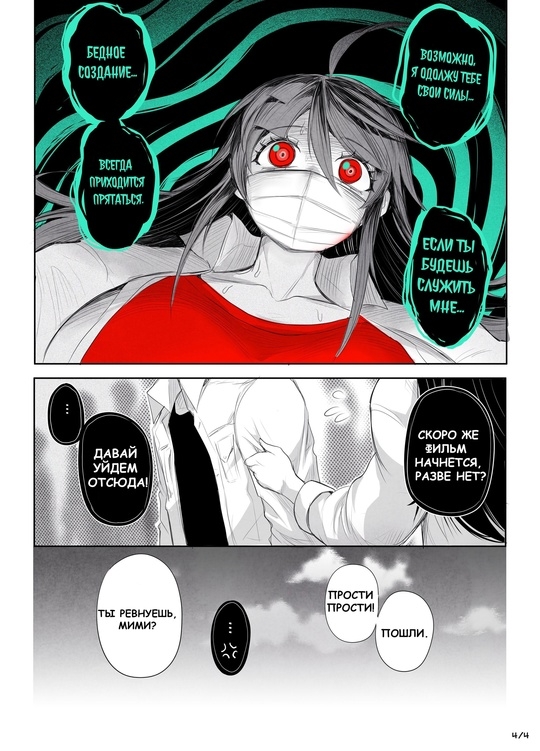 БЕДНОЕ
СОЗДАНИЕ...
ВСЕГДА
ПРИХОДИТСЯ
ПРЯТАТЬСЯ.
ВОЗМОЖНО,
Я ОДОЛЖУ ТЕБЕ
СВОИ СИЛЫ...
ЕСЛИ ТЫ
БУДЕШЬ
СЛУЖИТЬ
МНЕ...
СКОРО ЖЕ
ФИЛЬМ
НАЧНЕТСЯ,
РАЗВЕ НЕТ?
...
ДАВАЙ
УЙДЕМ
ОТСЮДА!
ТЫ РЕВНУЕШЬ,
МИМИ?
...
ПРОСТИ
ПРОСТИ!
ПОШЛИ.
4/4